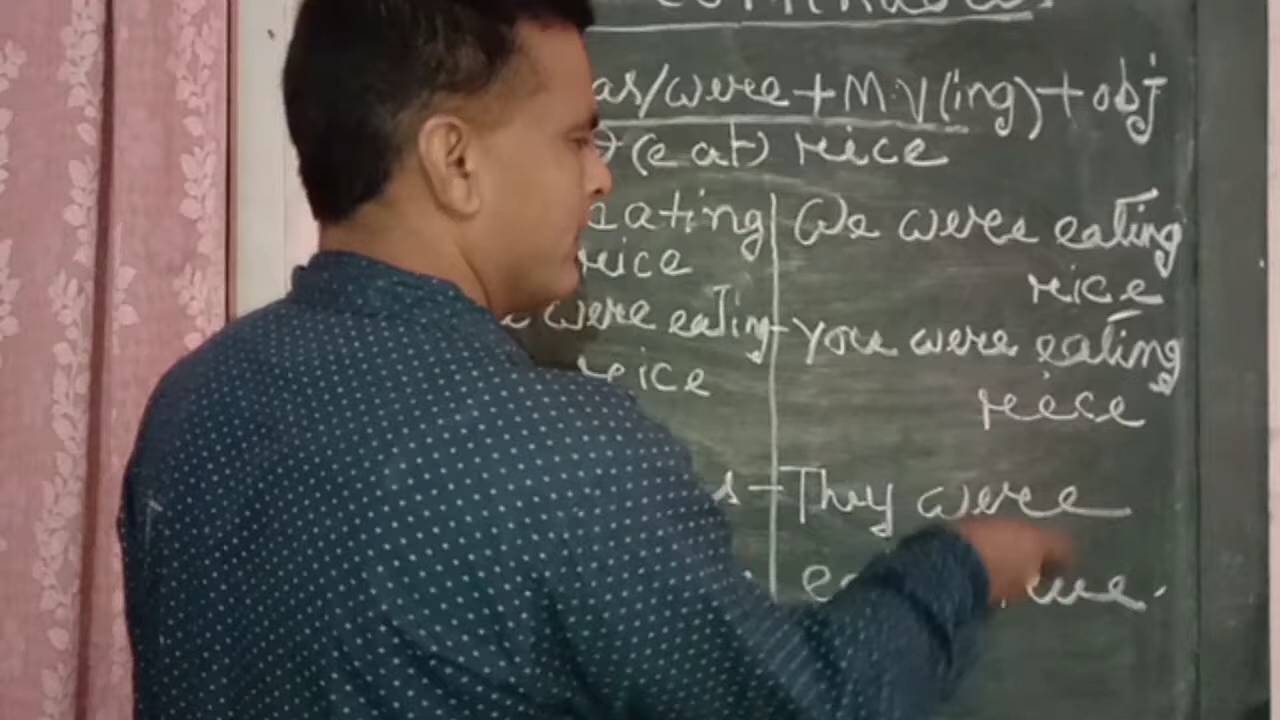 as/were + M.V(ing) + obj
(eat) rice
eating
rice
We were eating
rice
were eating
rice
You were eating
rice
They were